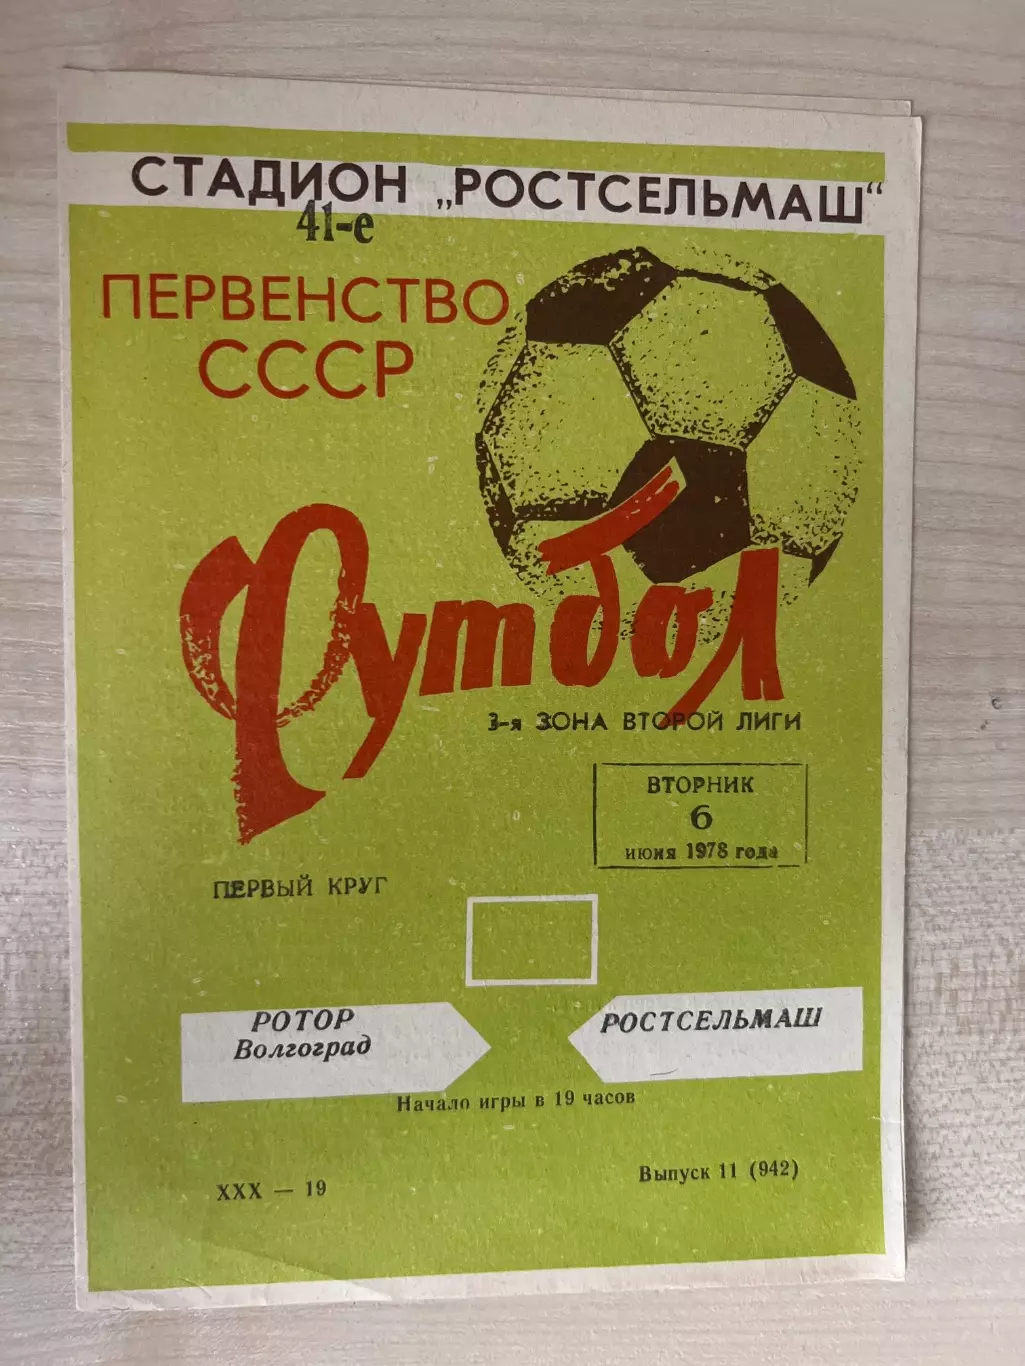 СТАДИОН „РОСТСЕЛЬМАШ“
41-е
ПЕРВЕНСТВО
СССР
Футбол
3-я ЗОНА ВТОРОЙ ЛИГИ
ВТОРНИК
6
июня 1978 года
ПЕРВЫЙ КРУГ
РОТОР
Волгоград
РОСТСЕЛЬМАШ
Начало игры в 19 часов
XXX — 19
Выпуск 11 (942)